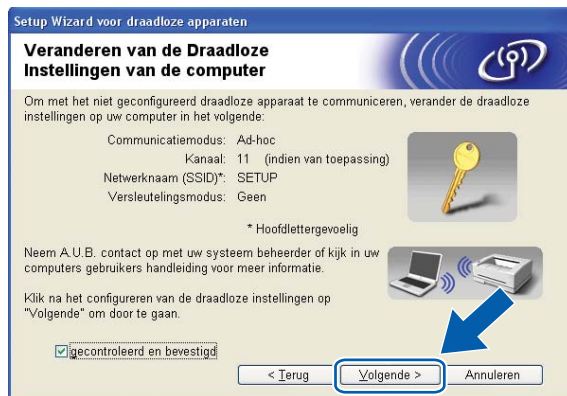 Setup Wizard voor draadloze apparaten
Veranderen van de Draadloze
Instellingen van de computer
Om met het niet geconfigureerd draadloze apparaat te communiceren, verander de draadloze
instellingen op uw computer in het volgende:
Communicatiemodus: Ad-hoc
Kanaal: 11 (indien van toepassing)
Netwerknaam (SSID)*: SETUP
Versleutelingsmodus: Geen
* Hoofdlettergevoelig
Neem A.U.B. contact op met uw systeem beheerder of kijk in uw
computers gebruikers handleiding voor meer informatie.
Klik na het configureren van de draadloze instellingen op
"Volgende" om door te gaan.
gecontroleerd en bevestigd
< Terug Volgende > Annuleren